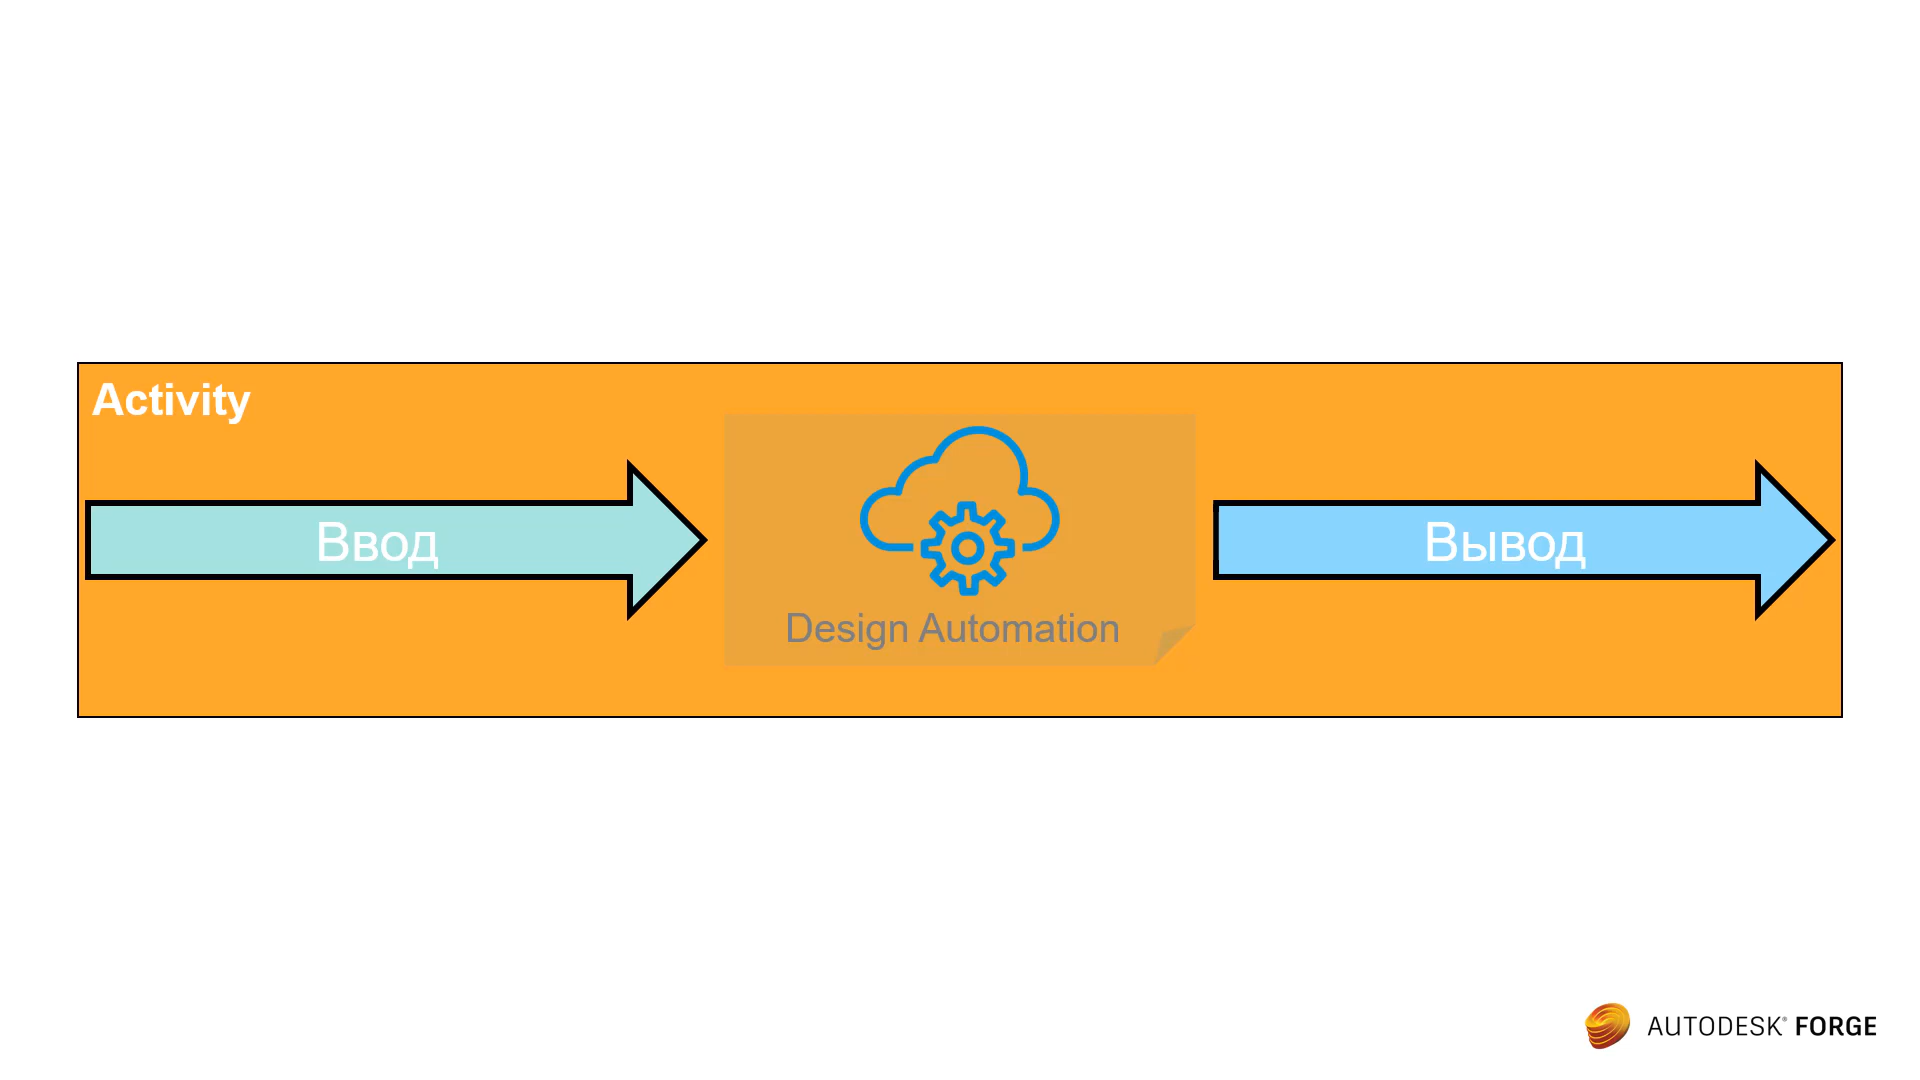 Activity
Ввод
Design Automation
Вывод
AUTODESK® FORGE